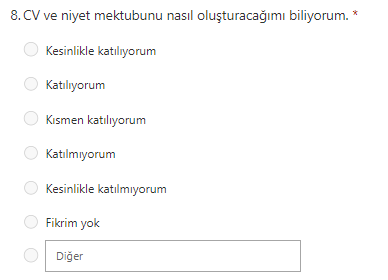 8. CV ve niyet mektubunu nasıl oluşturacağımı biliyorum. *
Kesinlikle katılıyorum
Katılıyorum
Kısmen katılıyorum
Katılmıyorum
Kesinlikle katılmıyorum
Fikrim yok
Diğer